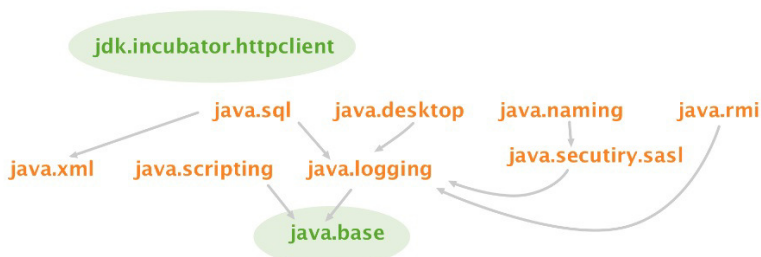 jdk.incubator.httpclient
java.sql java.desktop java.naming java.rmi
java.secutiry.sasl
java.xml java.scripting java.logging
java.base